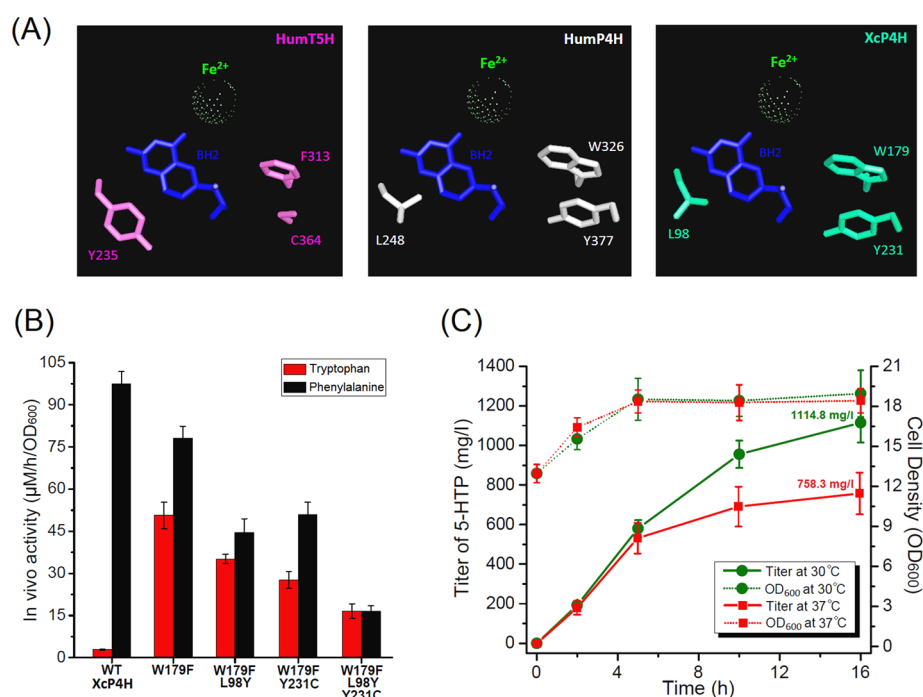 (A)
HumT5H
Fe2+
BH2
F313
Y235
C364
HumP4H
Fe2+
BH2
W326
L248
Y377
XcP4H
Fe2+
BH2
W179
L98
Y231
(B)
In vivo activity (μM/h/OD600)
105
90
75
60
45
30
15
0
Tryptophan
Phenylalanine
WT
XcP4H
W179F
W179F
L98Y
W179F
Y231C
W179F
L98Y
Y231C
(C)
Titer of 5-HTP (mg/l)
1400
1200
1000
800
600
400
200
0
1114.8 mg/l
758.3 mg/l
Titer at 30℃
OD600 at 30℃
Titer at 37℃
OD600 at 37℃
21
18
15
12
9
6
3
0
Cell Density (OD600)
0
4
8
12
16
Time (h)